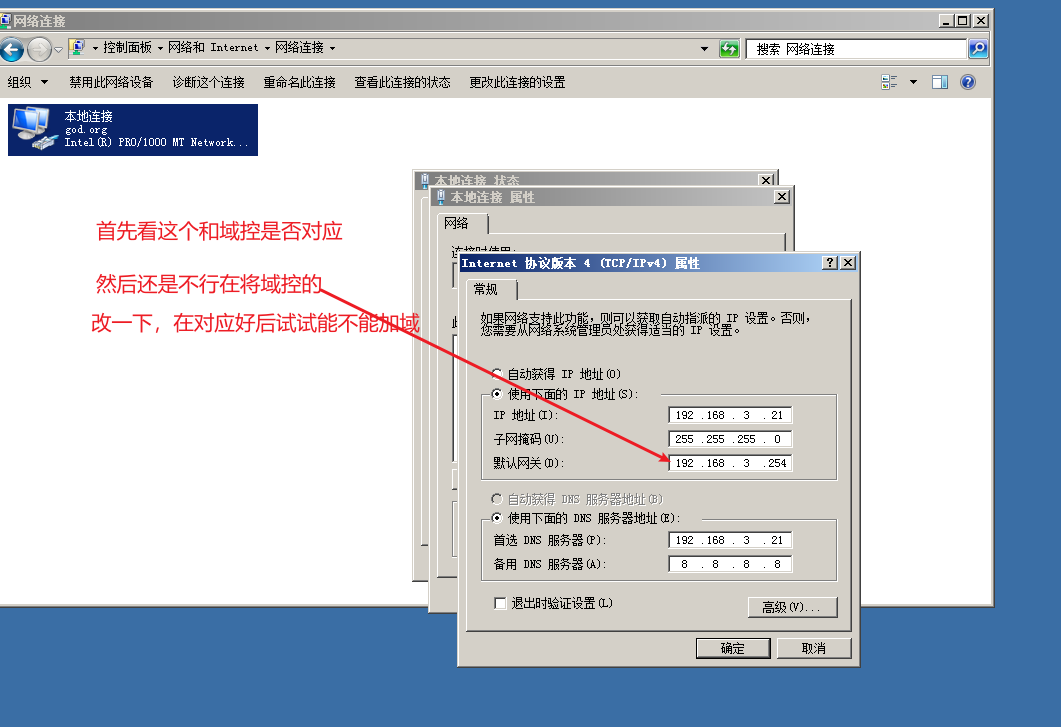 网络连接
控制面板 网络和 Internet 网络连接
搜索 网络连接
组织 禁用此网络设备 诊断这个连接 重命名此连接 查看此连接的状态 更改此连接的设置
本地连接
god.org
Intel(R) PRO/1000 MT Network...
首先看这个和域控是否对应
然后还是不行在将域控的
改一下，在对应好后试试能不能加域
本地连接 状态
本地连接 属性
网络
连接时使用:
Internet 协议版本 4 (TCP/IPv4) 属性
常规
如果网络支持此功能，则可以获取自动指派的 IP 设置。否则，
您需要从网络系统管理员处获得适当的 IP 设置。
自动获得 IP 地址(O)
使用下面的 IP 地址(S):
IP 地址(I): 192 .168 . 3 . 21
子网掩码(U): 255 .255 .255 . 0
默认网关(D): 192 .168 . 3 .254
自动获得 DNS 服务器地址(B)
使用下面的 DNS 服务器地址(E):
首选 DNS 服务器(P): 192 .168 . 3 . 21
备用 DNS 服务器(A): 8 . 8 . 8 . 8
退出时验证设置(L)
高级(V)...
确定 取消